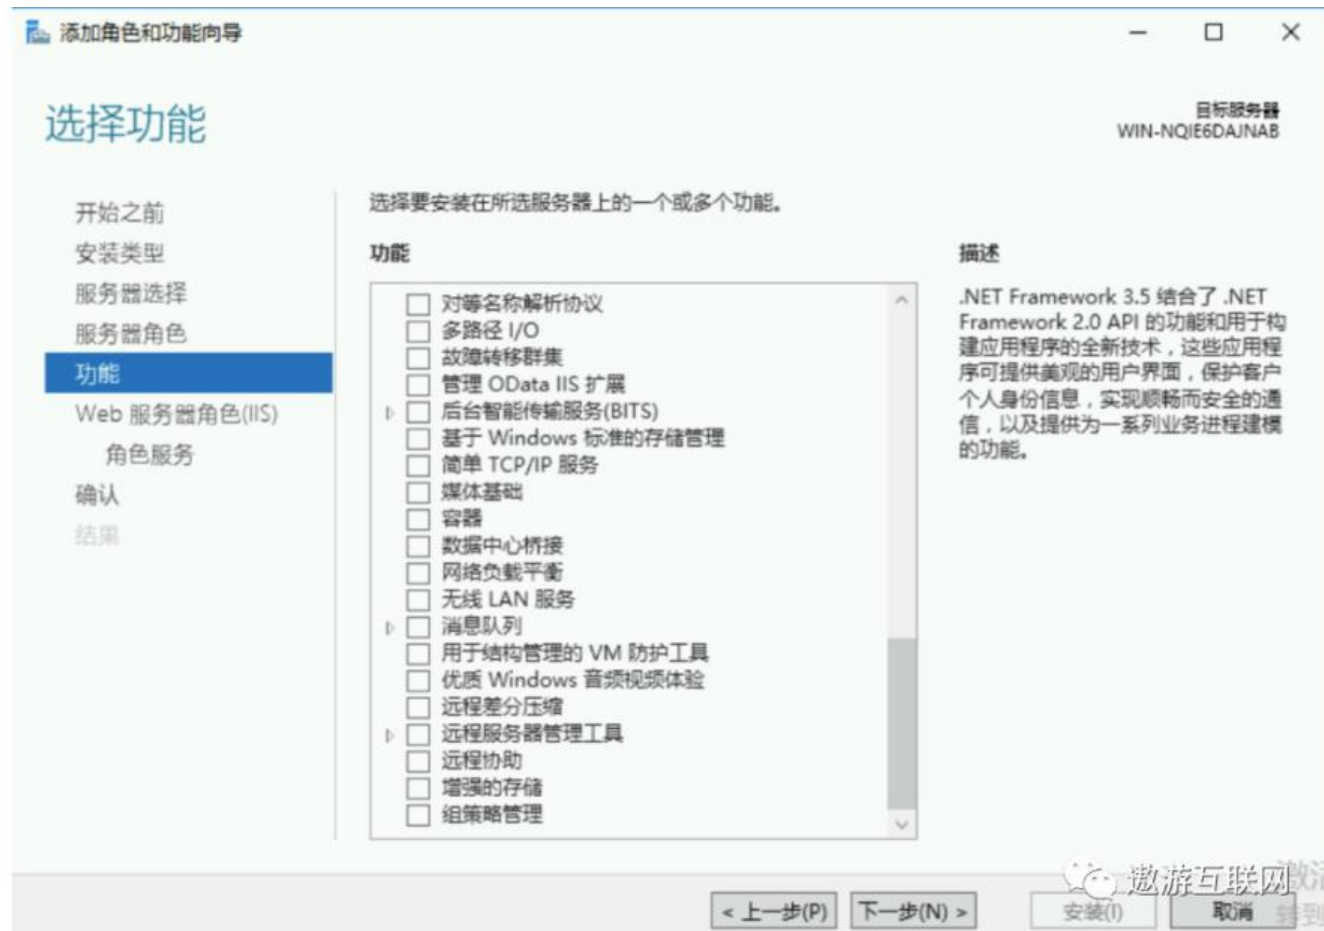 添加角色和功能向导
选择功能
目标服务器
WIN-NQIE6DAJNAB
开始之前
安装类型
服务器选择
服务器角色
功能
Web 服务器角色(IIS)
角色服务
确认
结果
选择要安装在所选服务器上的一个或多个功能。
功能
对等名称解析协议
多路径 I/O
故障转移群集
管理 OData IIS 扩展
后台智能传输服务(BITS)
基于 Windows 标准的存储管理
简单 TCP/IP 服务
媒体基础
容器
数据中心桥接
网络负载平衡
无线 LAN 服务
消息队列
用于结构管理的 VM 防护工具
优质 Windows 音频视频体验
远程差分压缩
远程服务器管理工具
远程协助
增强的存储
组策略管理
描述
.NET Framework 3.5 结合了 .NET
Framework 2.0 API 的功能和用于构
建应用程序的全新技术，这些应用程
序可提供美观的用户界面，保护客户
个人身份信息，实现顺畅而安全的通
信，以及提供为一系列业务进程建模
的功能。
< 上一步(P)
下一步(N) >
安装(I)
取消
遨游互联网
激活
转到